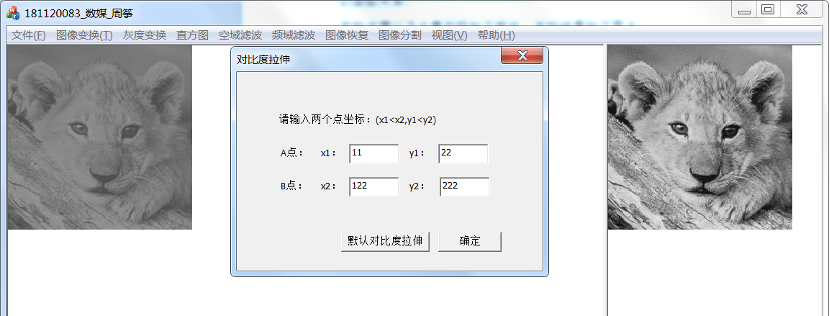 181120083_数媒_周筝
文件(F) 图像变换(T) 灰度变换 直方图 空域滤波 频域滤波 图像恢复 图像分割 视图(V) 帮助(H)
对比度拉伸
请输入两个点坐标：(x1<x2,y1<y2)
A点： x1： 11 y1： 22
B点： x2： 122 y2： 222
默认对比度拉伸 确定